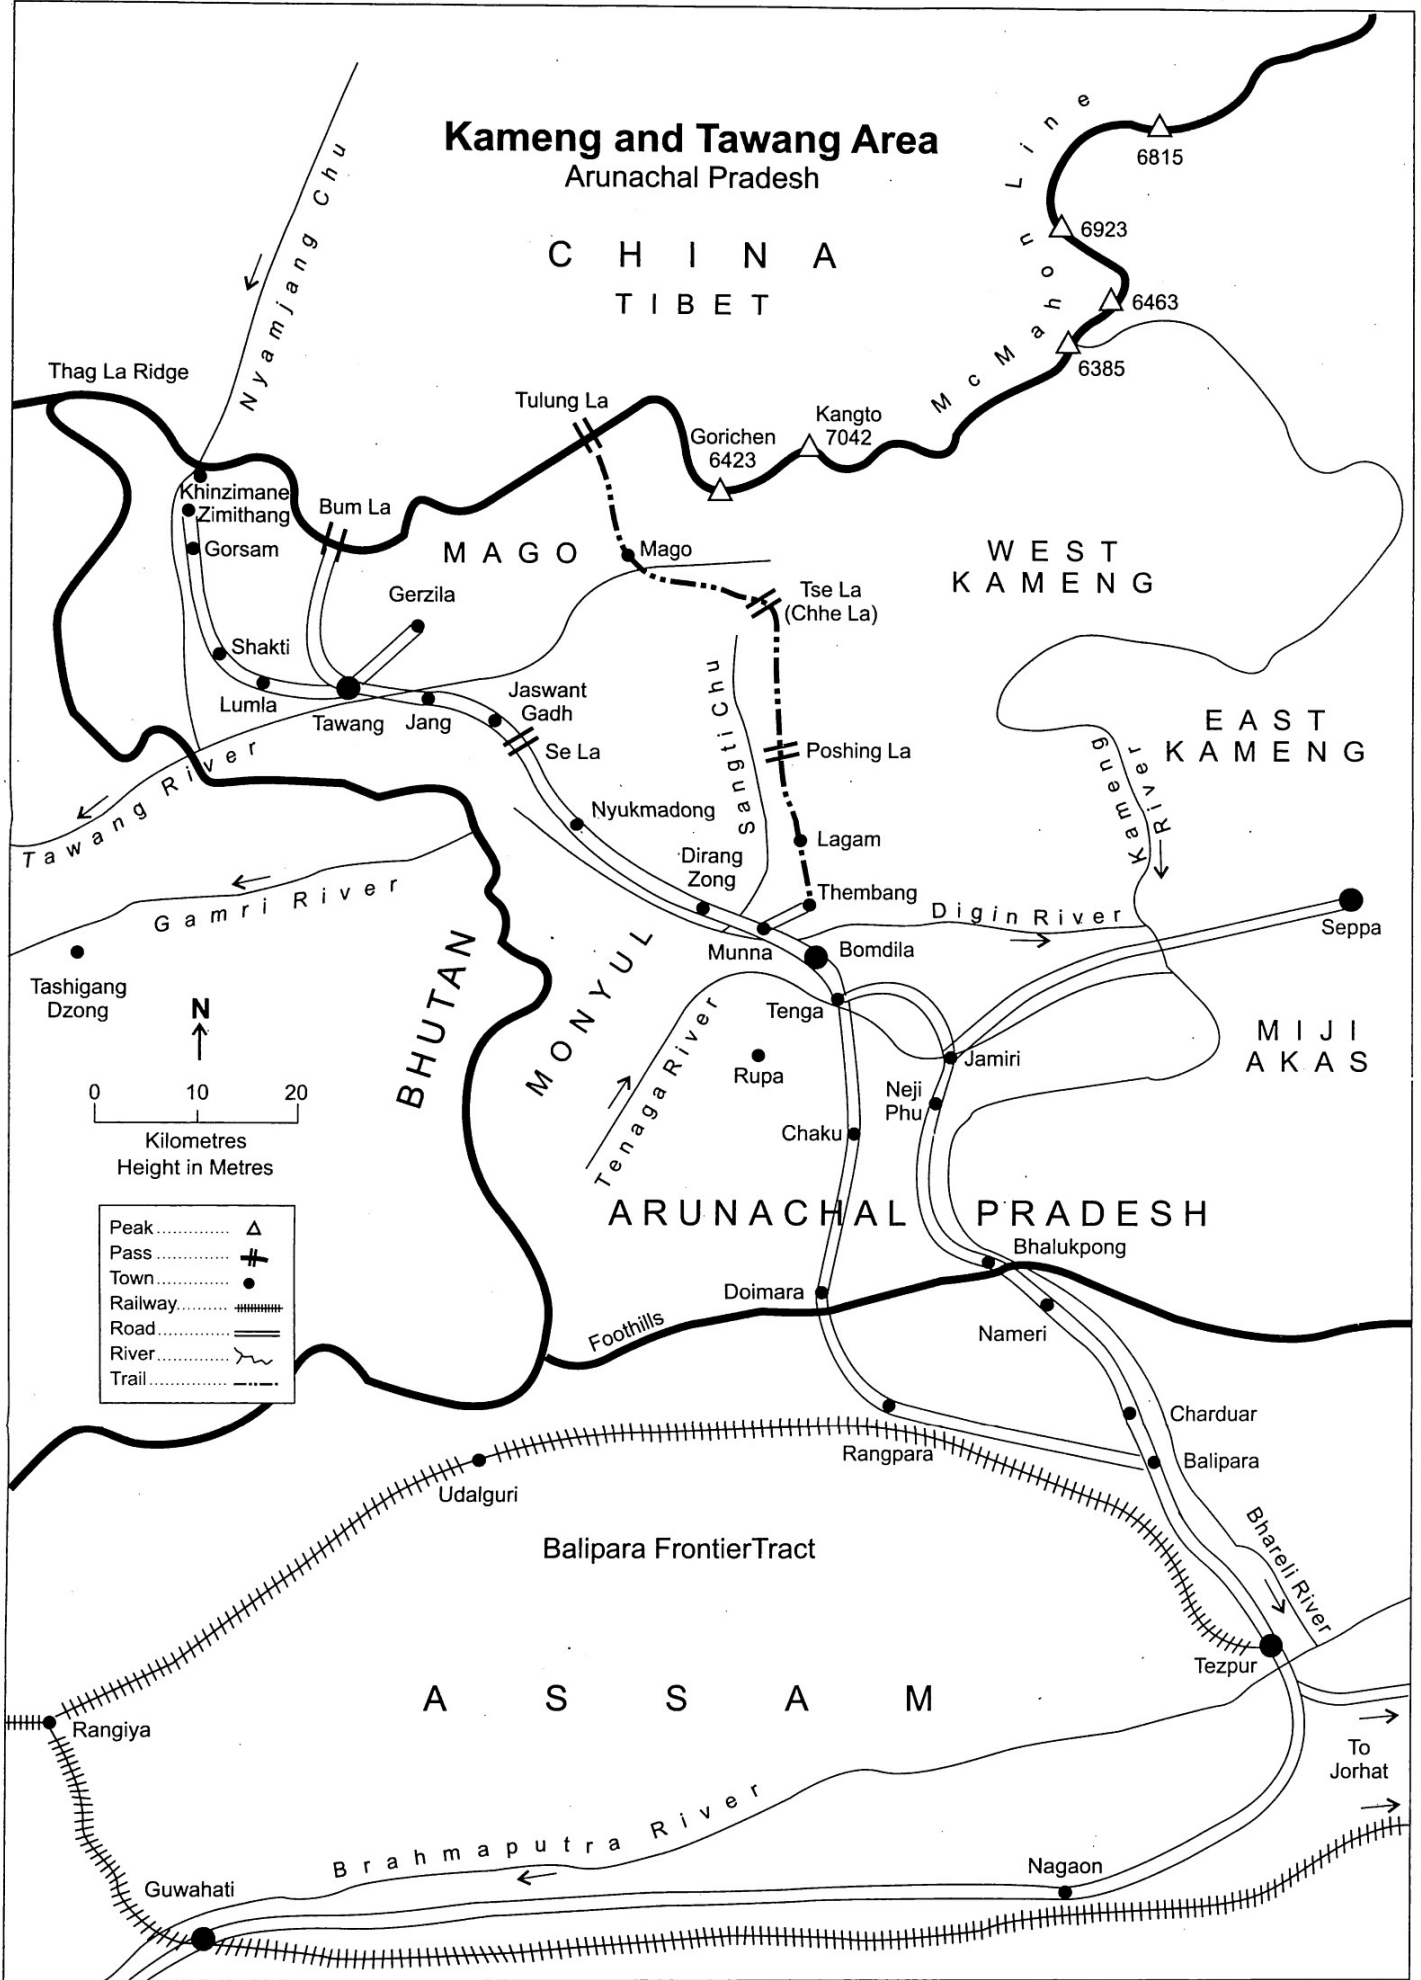 Kameng and Tawang Area
Arunachal Pradesh
CHINA
TIBET
McMahon Line
6815
6923
6463
6385
Nyamjang Chu
Thag La Ridge
Tulung La
Gorichen
6423
Kangto
7042
Khinzimane
Zimithang
Gorsam
Bum La
MAGO
Mago
WEST
KAMENG
Gerzila
Tse La
(Chhe La)
Shakti
Lumla
Tawang
Jang
Jaswant
Gadh
Se La
Sangti Chu
Poshing La
EAST
KAMENG
Kameng
River
Tawang River
Nyukmadong
Lagam
Dirang
Zong
Thembang
Gamri River
Digin River
Seppa
Munna
Bomdila
Tashigang
Dzong
BHUTAN
MONYUL
Tenga
Tenaga River
Rupa
Jamiri
MIJI
AKAS
N
0 10 20
Kilometres
Height in Metres
Neji
Phu
Chaku
ARUNACHAL PRADESH
Peak
Pass
Town
Railway
Road
River
Trail
Bhalukpong
Doimara
Foothills
Nameri
Charduar
Rangpara
Balipara
Udalguri
Balipara FrontierTract
Bhareli River
Tezpur
ASSAM
Rangiya
To
Jorhat
Brahmaputra River
Guwahati
Nagaon